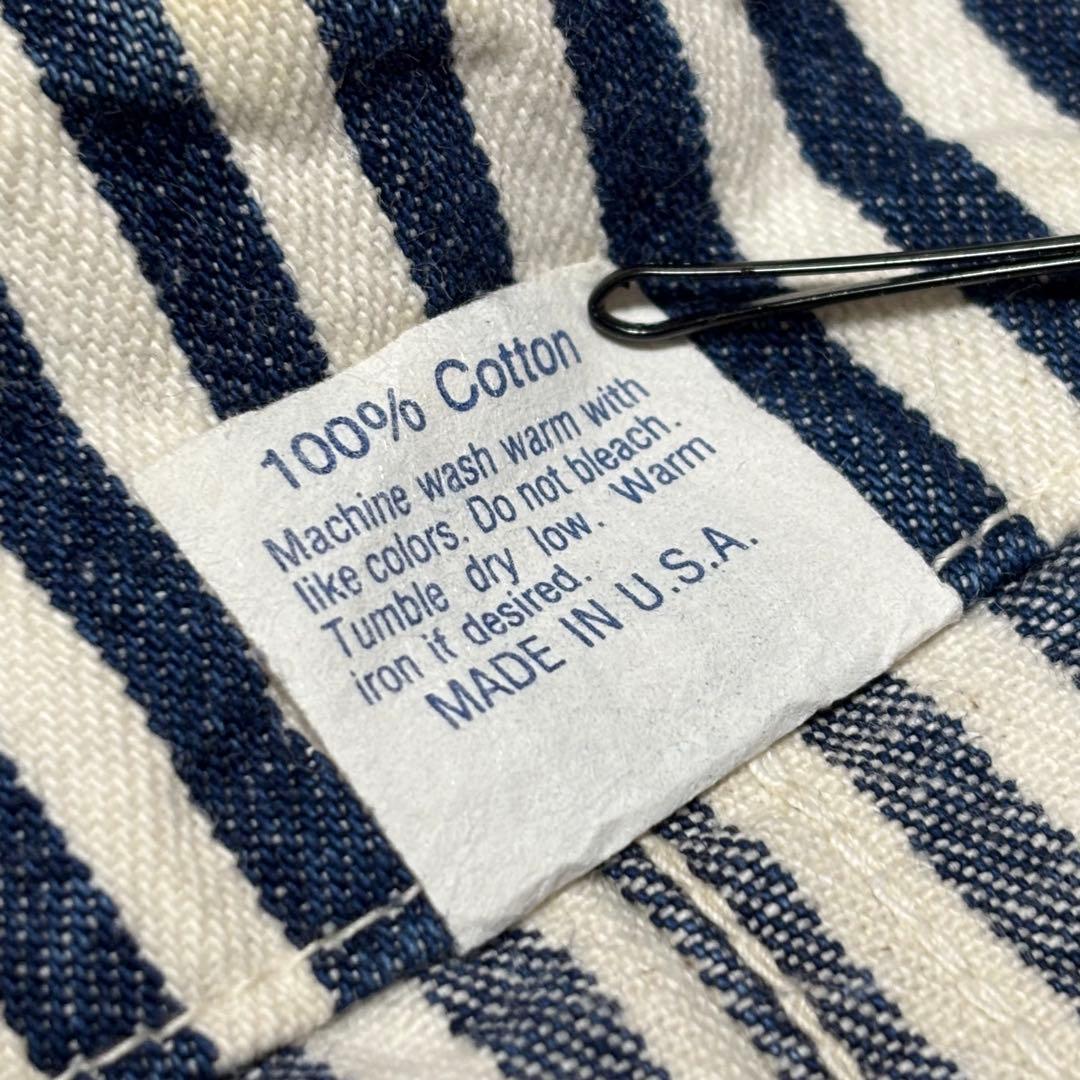 100% Cotton
Machine wash warm with
like colors. Do not bleach.
Tumble dry low. Warm
iron if desired.
MADE IN U.S.A.